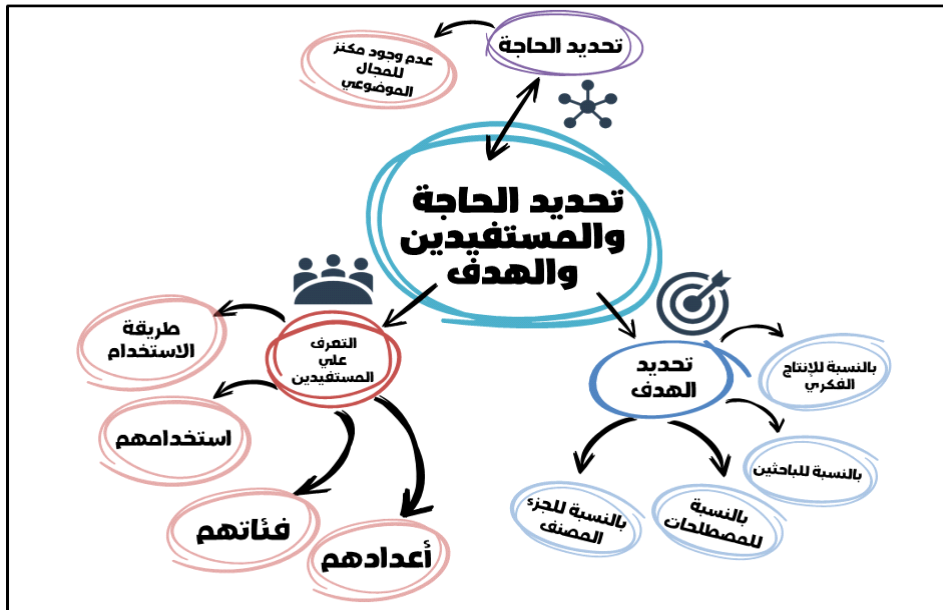 تحديد الحاجة
عدم وجود مكنز
للمجال
الموضوعي
تحديد الحاجة
والمستفيدين
والهدف
التعرف
علي
المستفيدين
طريقة
الاستخدام
استخدامهم
فئاتهم
أعدادهم
تحديد
الهدف
بالنسبة للإنتاج
الفكري
بالنسبة للباحثين
بالنسبة
للمصطلحات
بالنسبة للجزء
المصنف